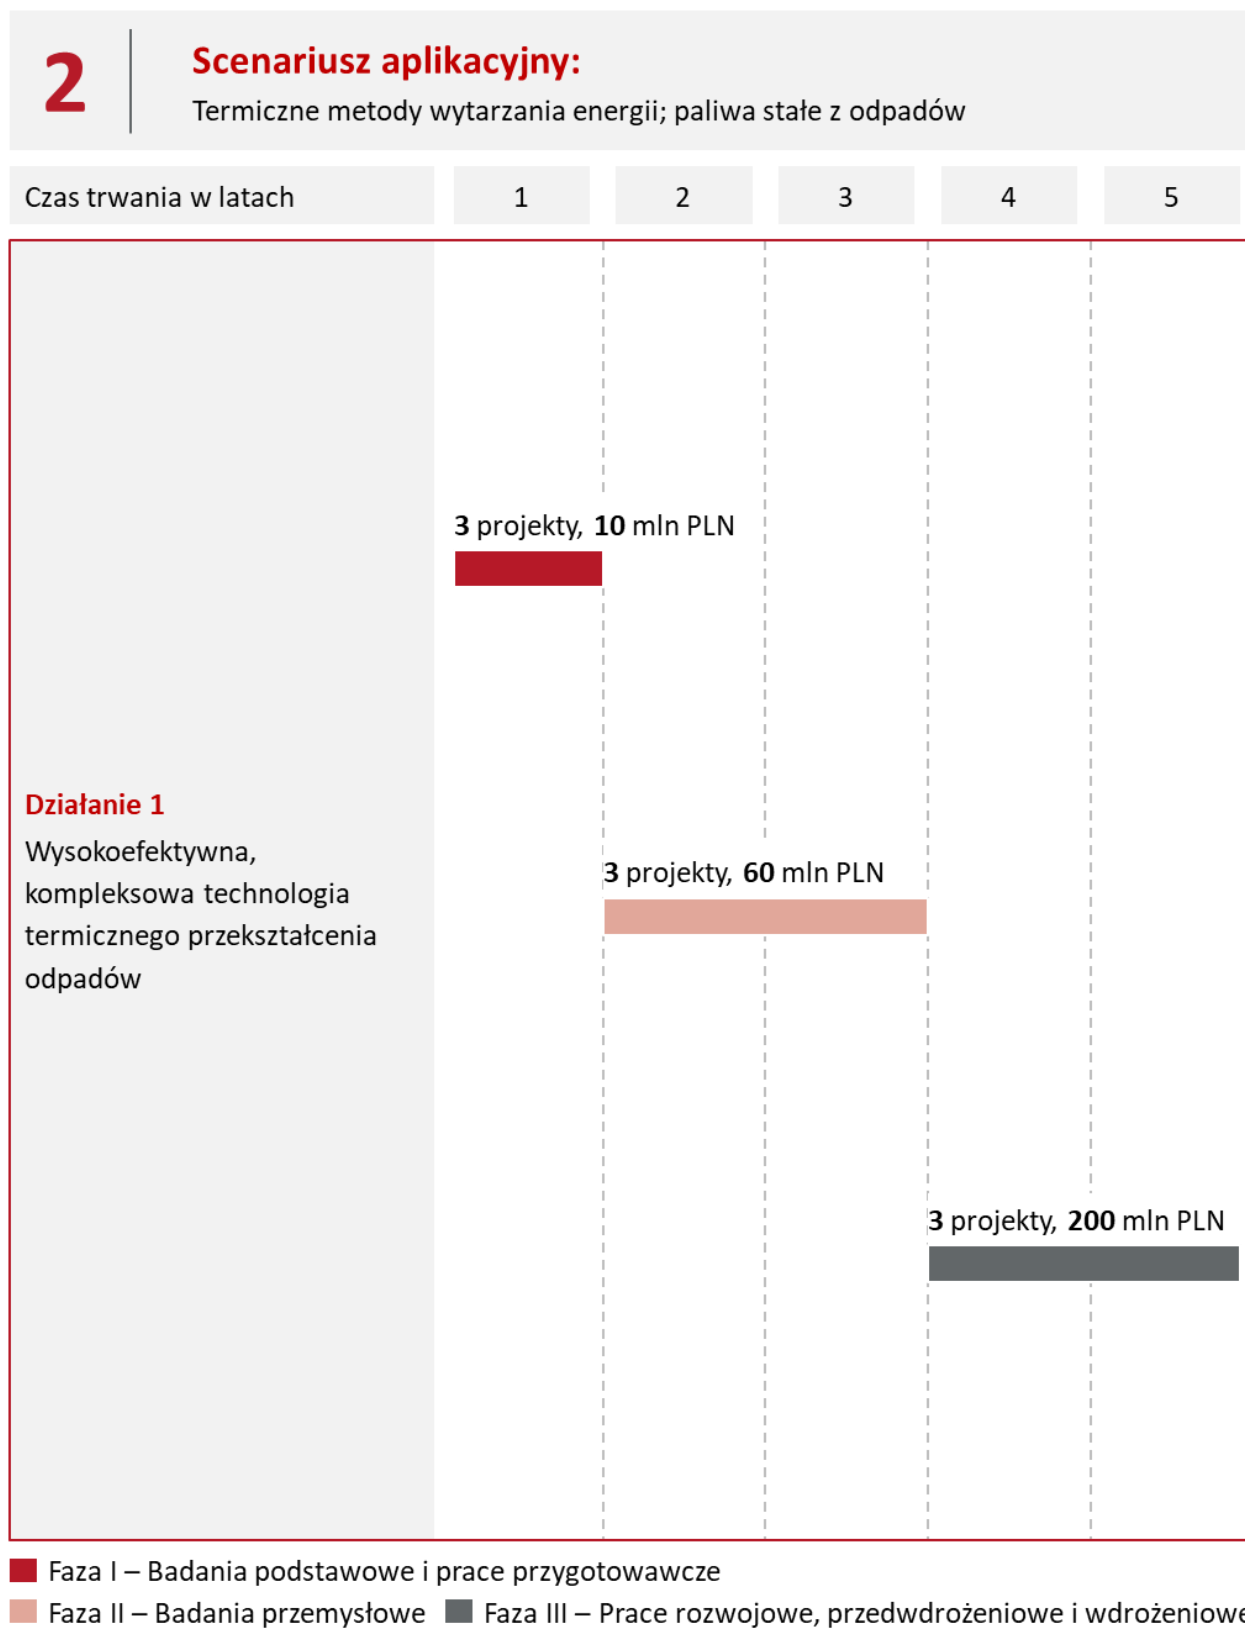 2
Scenariusz aplikacyjny:
Termiczne metody wytarzania energii; paliwa stałe z odpadów
Czas trwania w latach 1 2 3 4 5
3 projekty, 10 mln PLN
Działanie 1
Wysokoefektywna,
kompleksowa technologia
termicznego przekształcenia
odpadów
3 projekty, 60 mln PLN
3 projekty, 200 mln PLN
Faza I – Badania podstawowe i prace przygotowawcze
Faza II – Badania przemysłowe Faza III – Prace rozwojowe, przedwdrożeniowe i wdrożeniowe